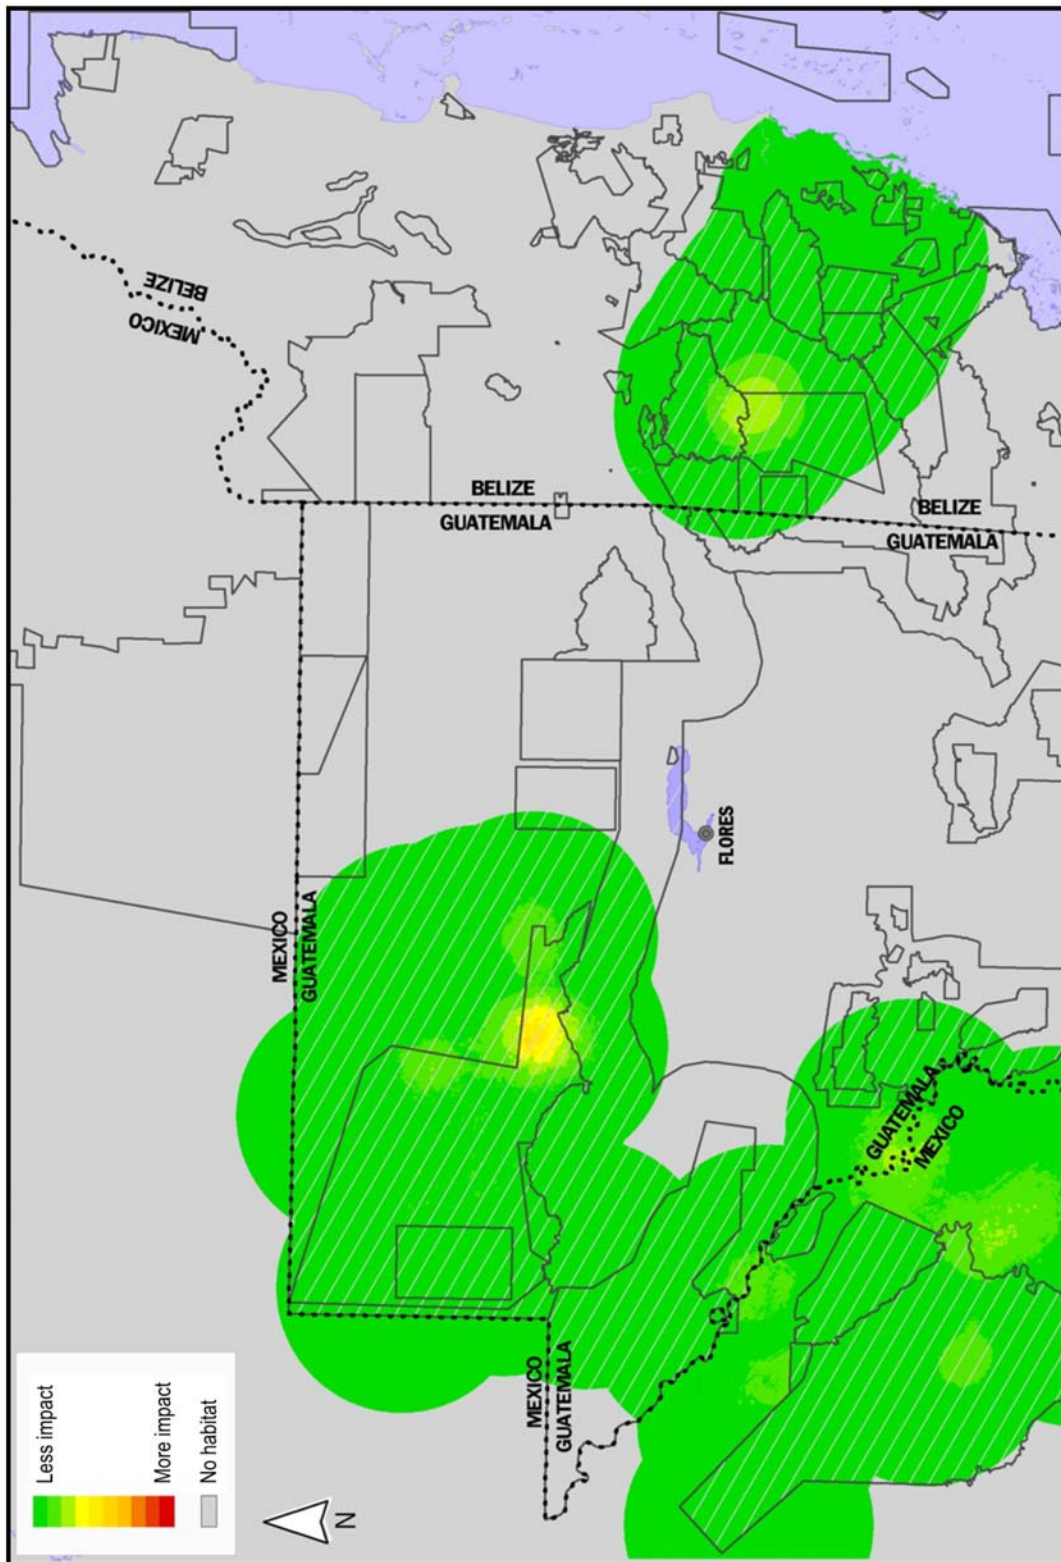 Less impact
More impact
No habitat
N
MEXICO
BELIZE
MEXICO
GUATEMALA
BELIZE
GUATEMALA
FLORES
BELIZE
GUATEMALA
MEXICO
GUATEMALA
GUATEMALA
MEXICO